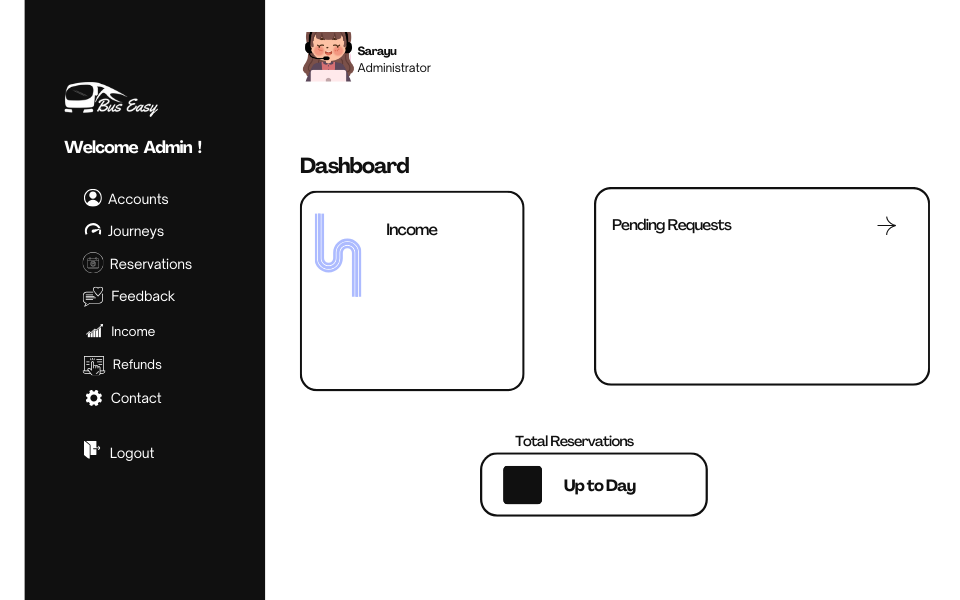 Bus Easy
Welcome Admin !
Accounts
Journeys
Reservations
Feedback
Income
Refunds
Contact
Logout
Sarayu
Administrator
Dashboard
Income
Pending Requests
Total Reservations
Up to Day